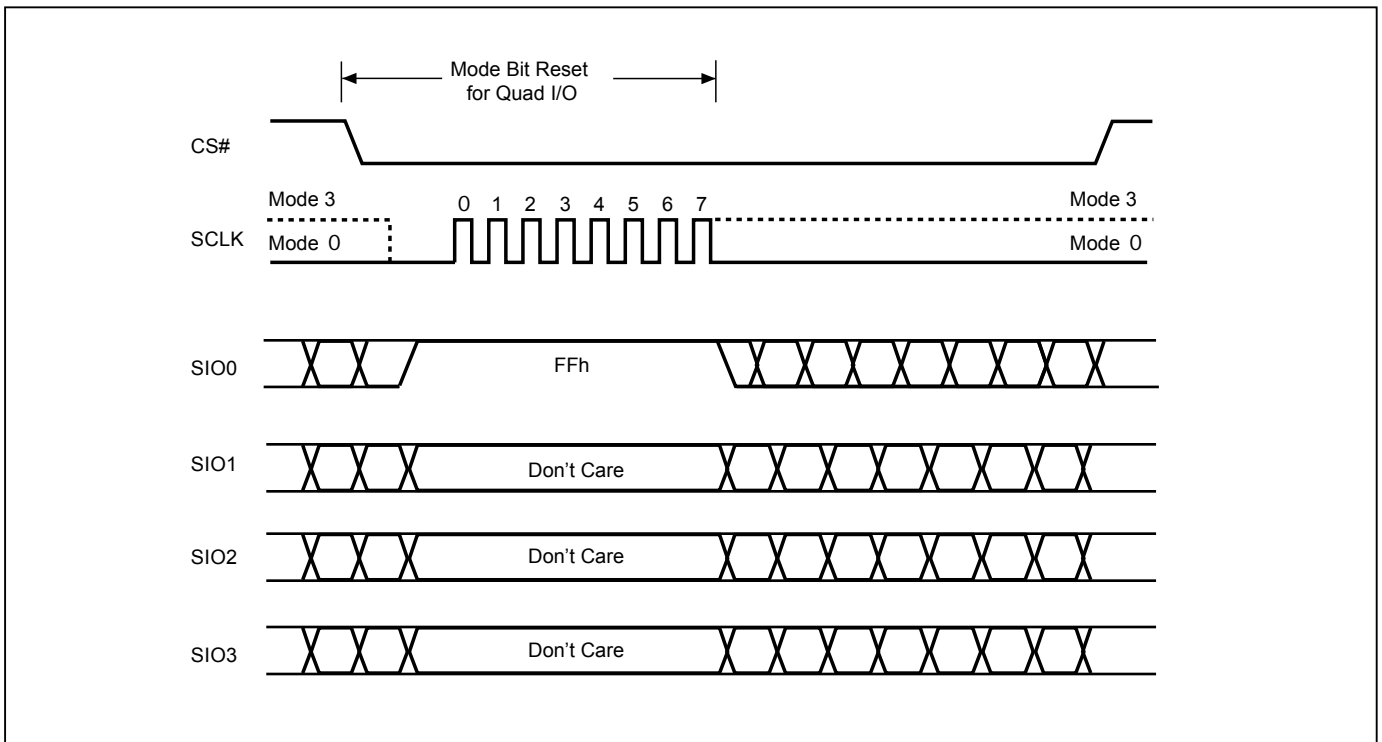 Mode Bit Reset
for Quad I/O
CS#
Mode 3
0 1 2 3 4 5 6 7
Mode 3
SCLK
Mode 0
Mode 0
SIO0
FFh
SIO1
Don’t Care
SIO2
Don’t Care
SIO3
Don’t Care